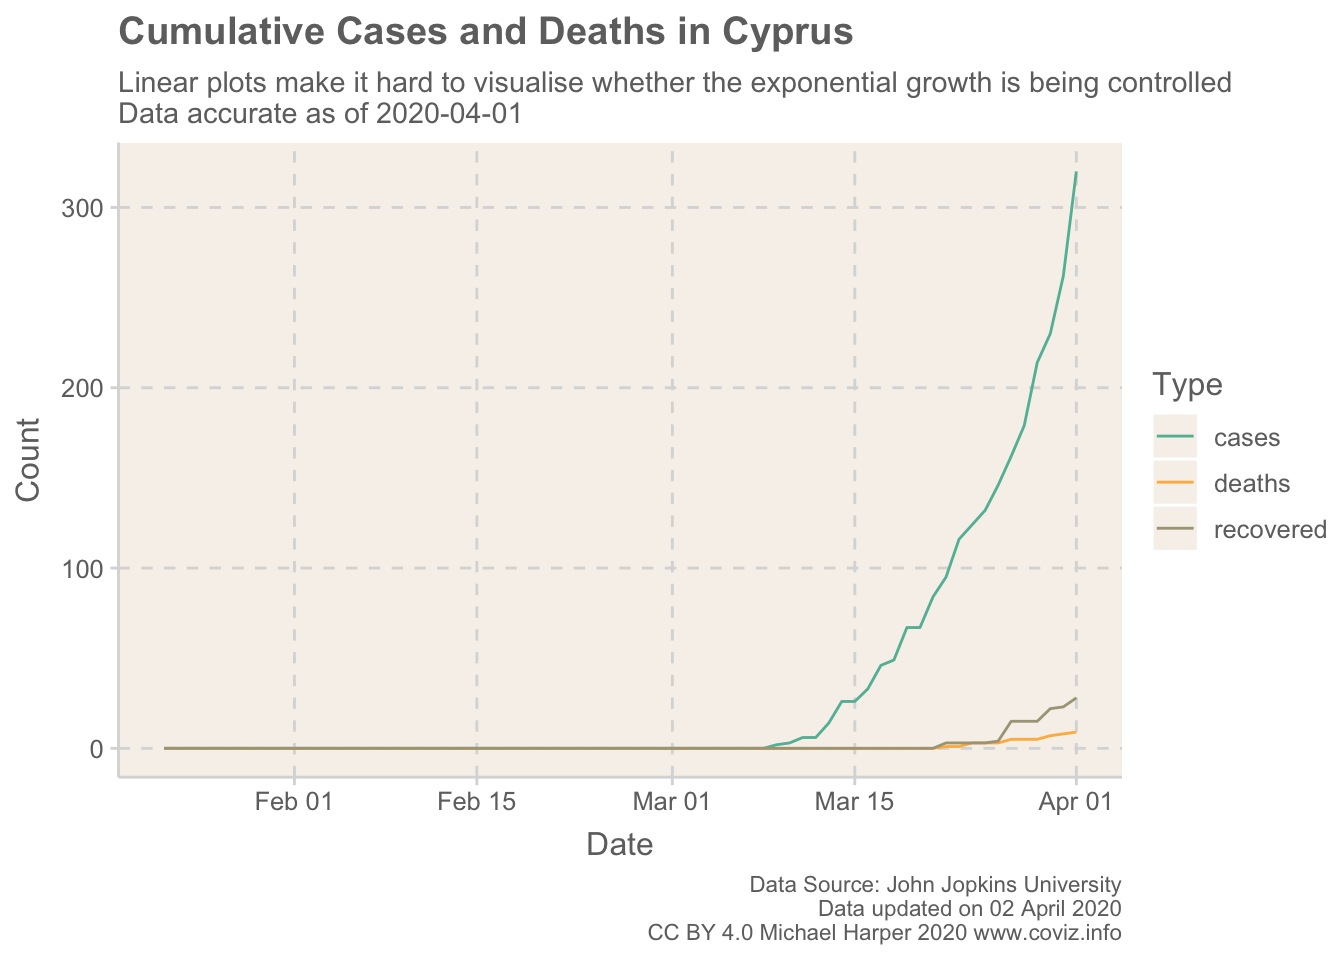 Cumulative Cases and Deaths in Cyprus
Linear plots make it hard to visualise whether the exponential growth is being controlled
Data accurate as of 2020-04-01
300
200
100
0
Count
Feb 01
Feb 15
Mar 01
Mar 15
Apr 01
Date
Type
cases
deaths
recovered
Data Source: John Jopkins University
Data updated on 02 April 2020
CC BY 4.0 Michael Harper 2020 www.coviz.info